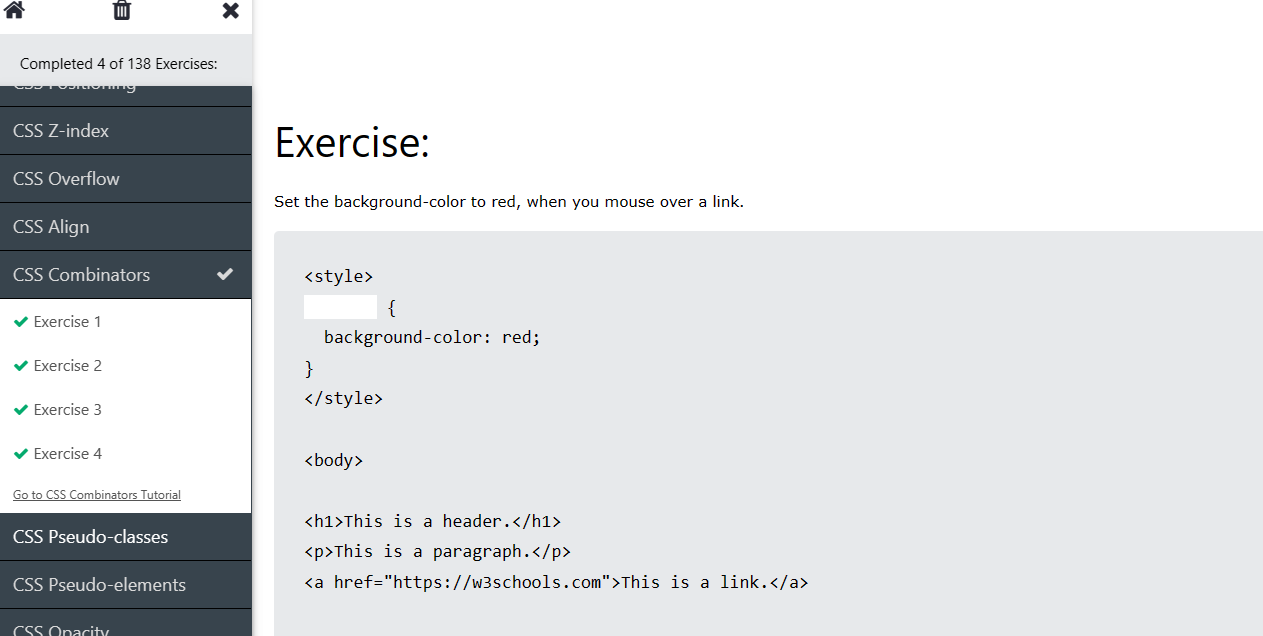 Completed 4 of 138 Exercises:
CSS Positioning
CSS Z-index
CSS Overflow
CSS Align
CSS Combinators
Exercise 1
Exercise 2
Exercise 3
Exercise 4
Go to CSS Combinators Tutorial
CSS Pseudo-classes
CSS Pseudo-elements
CSS Opacity
Exercise:
Set the background-color to red, when you mouse over a link.
<style>
{
background-color: red;
}
</style>
<body>
<h1>This is a header.</h1>
<p>This is a paragraph.</p>
<a href="https://w3schools.com">This is a link.</a>